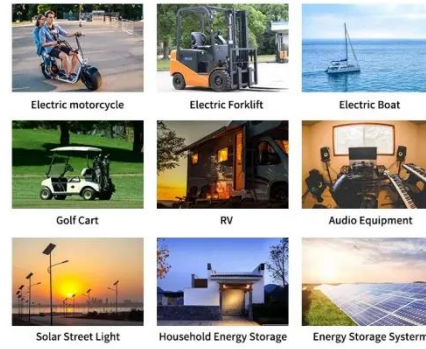 Electric motorcycle
Electric Forklift
Electric Boat
Golf Cart
RV
Audio Equipment
Solar Street Light
Household Energy Storage
Energy Storage Systerm